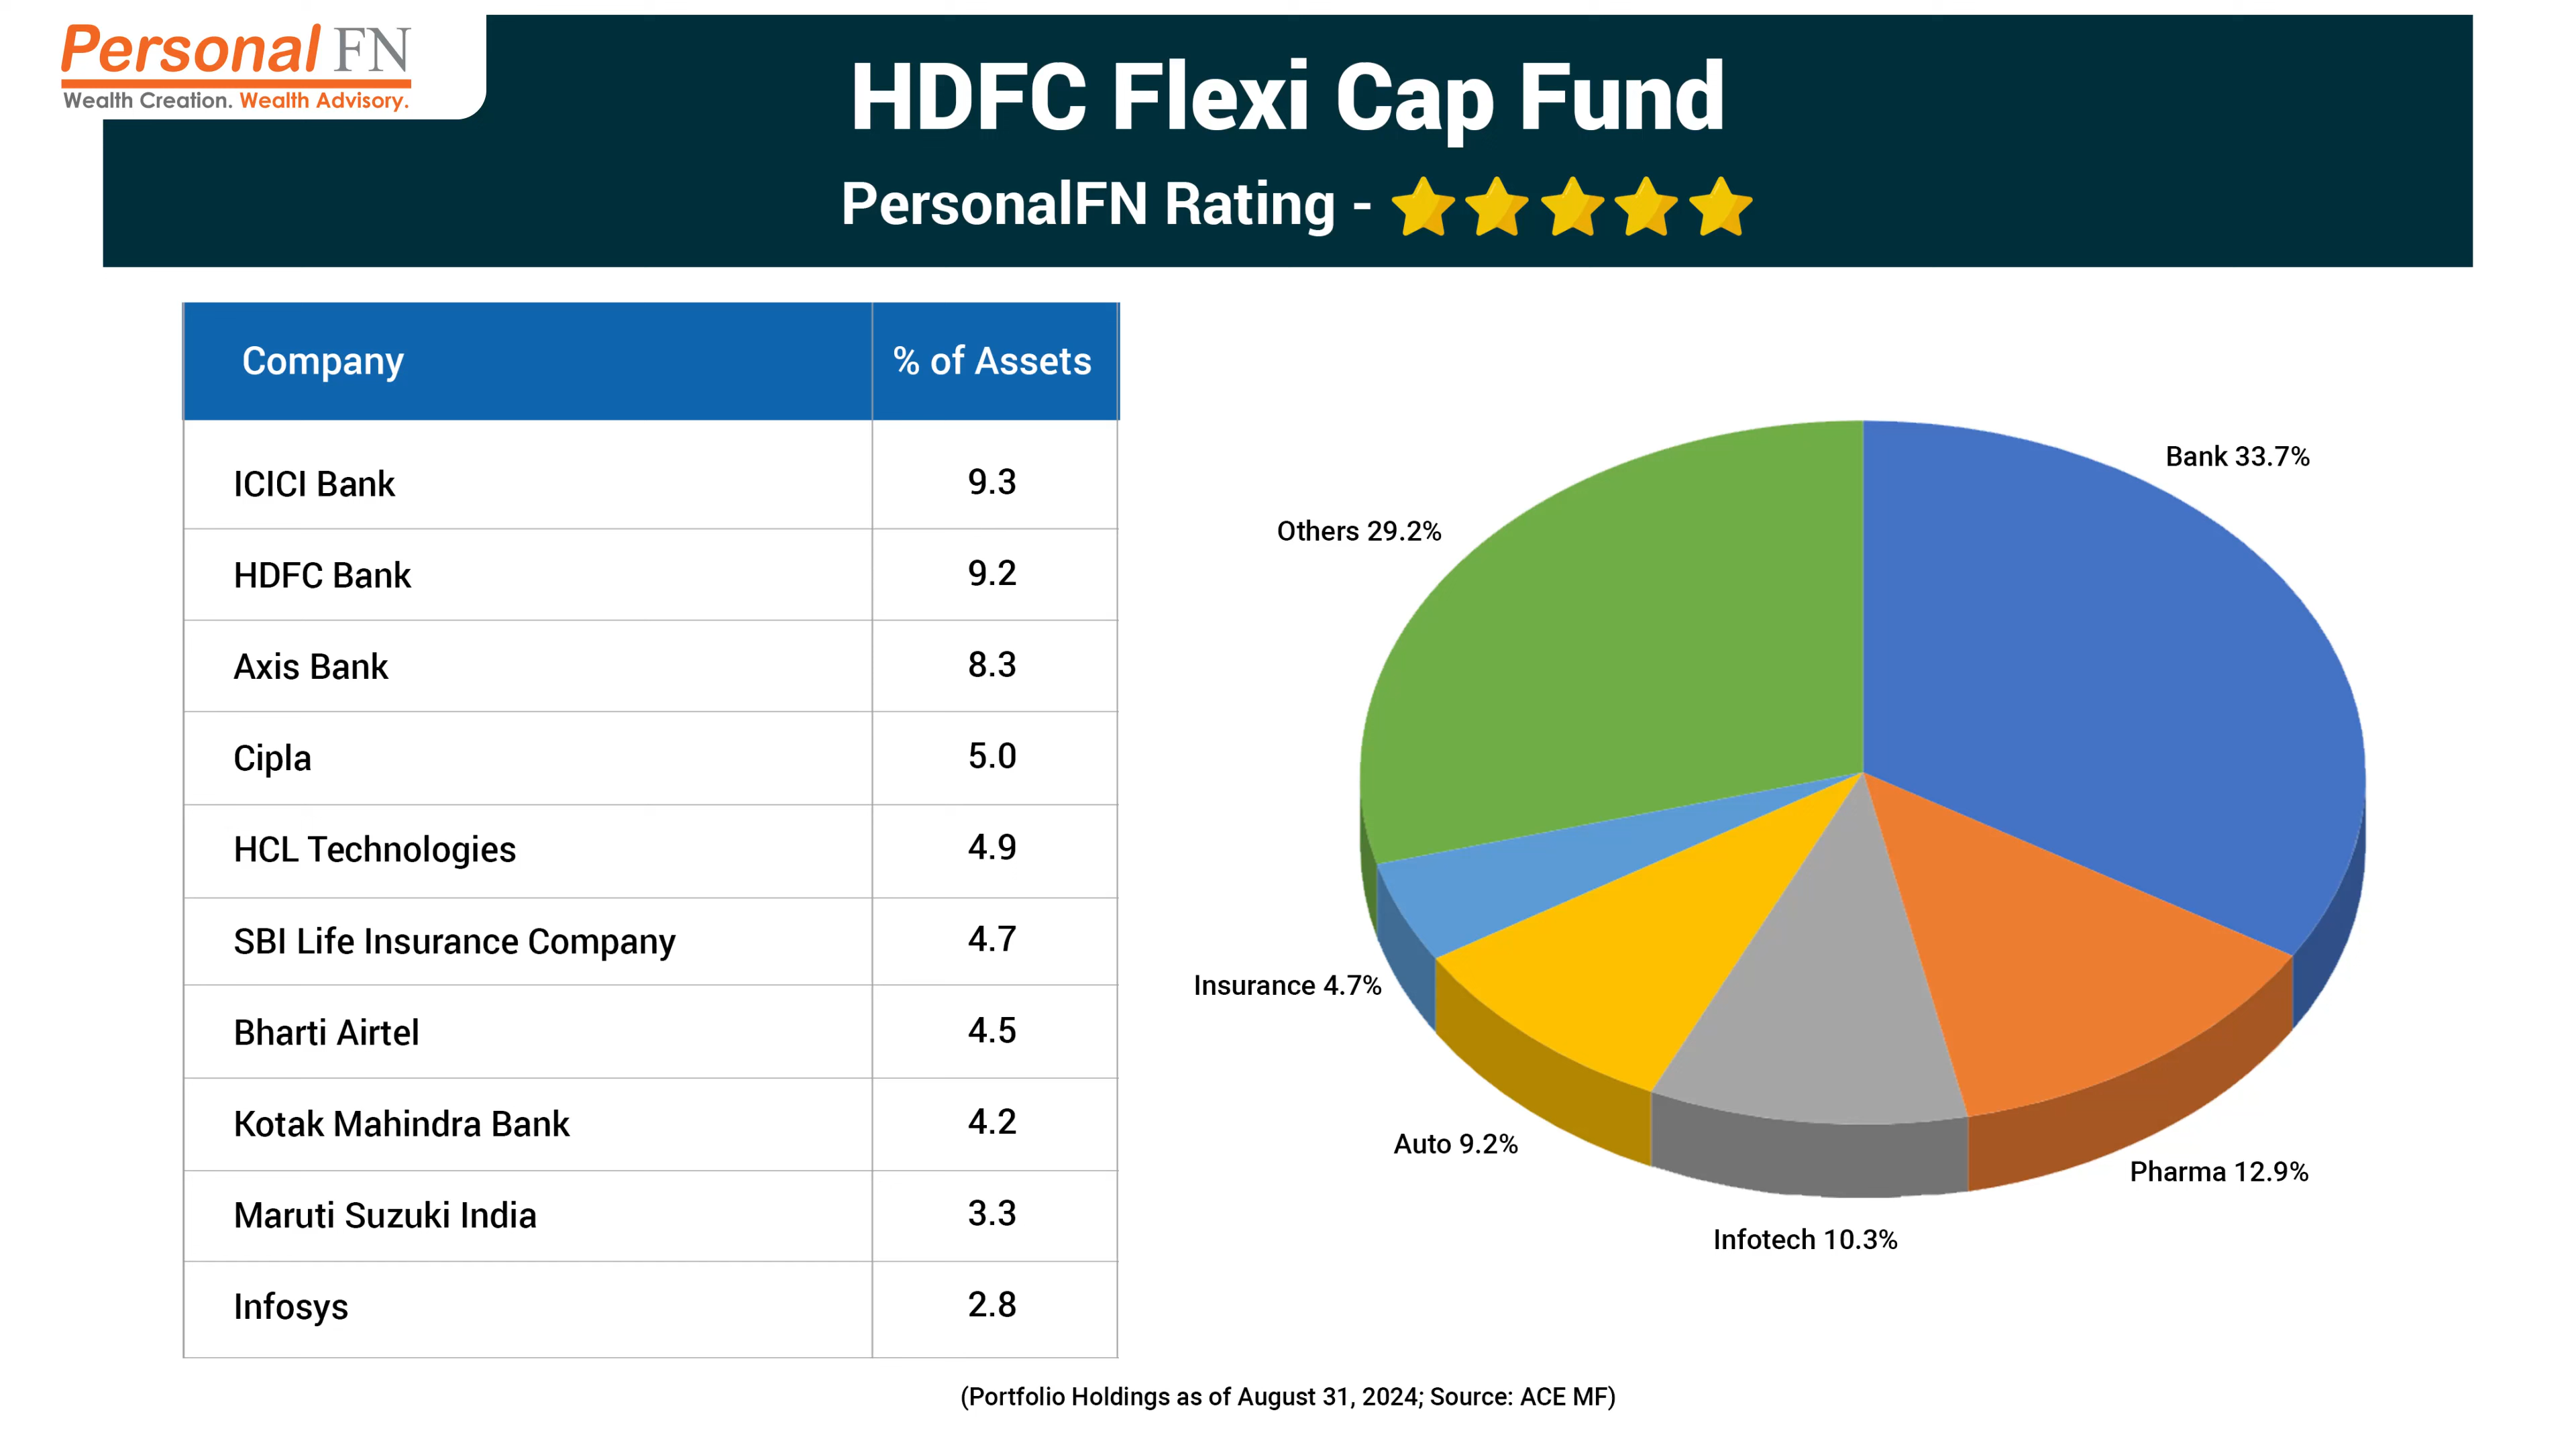 Personal FN
Wealth Creation. Wealth Advisory.
HDFC Flexi Cap Fund
PersonalFN Rating -
Company % of Assets
ICICI Bank 9.3
HDFC Bank 9.2
Axis Bank 8.3
Cipla 5.0
HCL Technologies 4.9
SBI Life Insurance Company 4.7
Bharti Airtel 4.5
Kotak Mahindra Bank 4.2
Maruti Suzuki India 3.3
Infosys 2.8
Bank 33.7%
Others 29.2%
Insurance 4.7%
Auto 9.2%
Pharma 12.9%
Infotech 10.3%
(Portfolio Holdings as of August 31, 2024; Source: ACE MF)